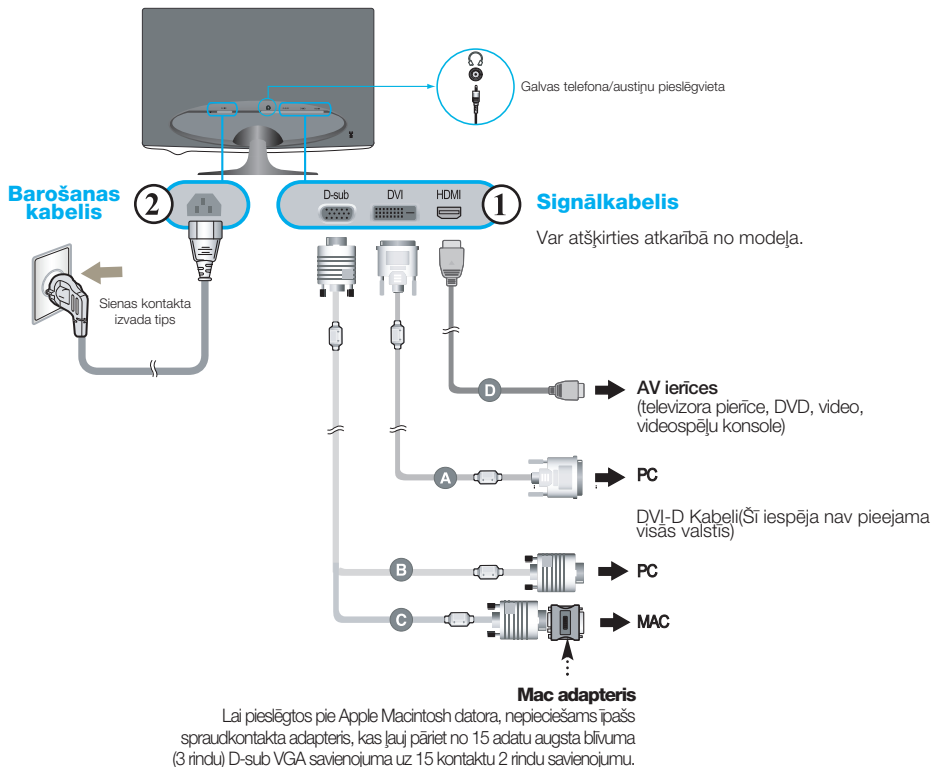 Galvas telefona/austiņu pieslēgvieta
Barošanas
kabelis
2
D-sub
DVI
HDMI
1
Signālkabelis
Var atšķirties atkarībā no modeļa.
Sienas kontakta
izvada tips
D
AV ierīces
(televizora pierīce, DVD, video,
videospēļu konsole)
A
PC
DVI-D Kabeli(Šī iespēja nav pieejama
visās valstīs)
B
PC
C
MAC
Mac adapteris
Lai pieslēgtos pie Apple Macintosh datora, nepieciešams īpašs
spraudkontakta adapteris, kas ļauj pāriet no 15 adatu augsta blīvuma
(3 rindu) D-sub VGA savienojuma uz 15 kontaktu 2 rindu savienojumu.